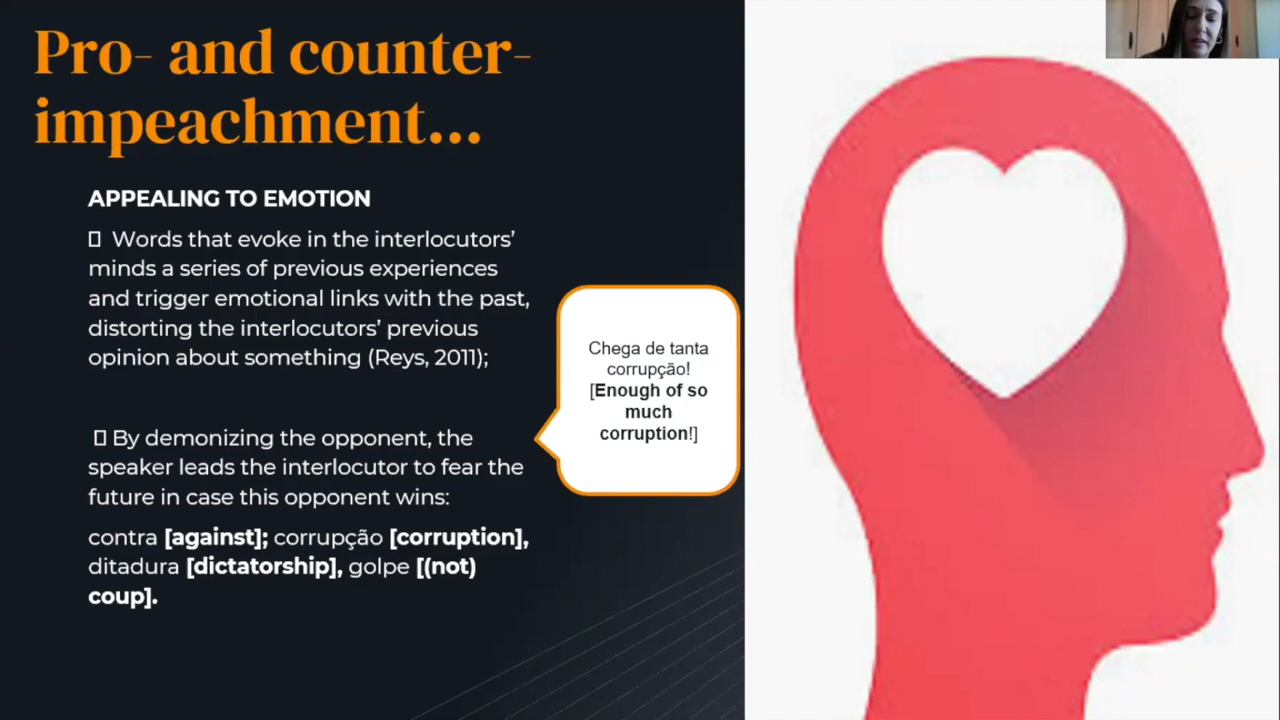 Pro- and counter-
impeachment...
APPEALING TO EMOTION
Words that evoke in the interlocutors'
minds a series of previous experiences
and trigger emotional links with the past,
distorting the interlocutors' previous
opinion about something (Reys, 2011);
By demonizing the opponent, the
speaker leads the interlocutor to fear the
future in case this opponent wins:
contra [against]; corrupção [corruption],
ditadura [dictatorship], golpe [(not)
coup].
Chega de tanta
corrupção!
[Enough of so
much
corruption!]